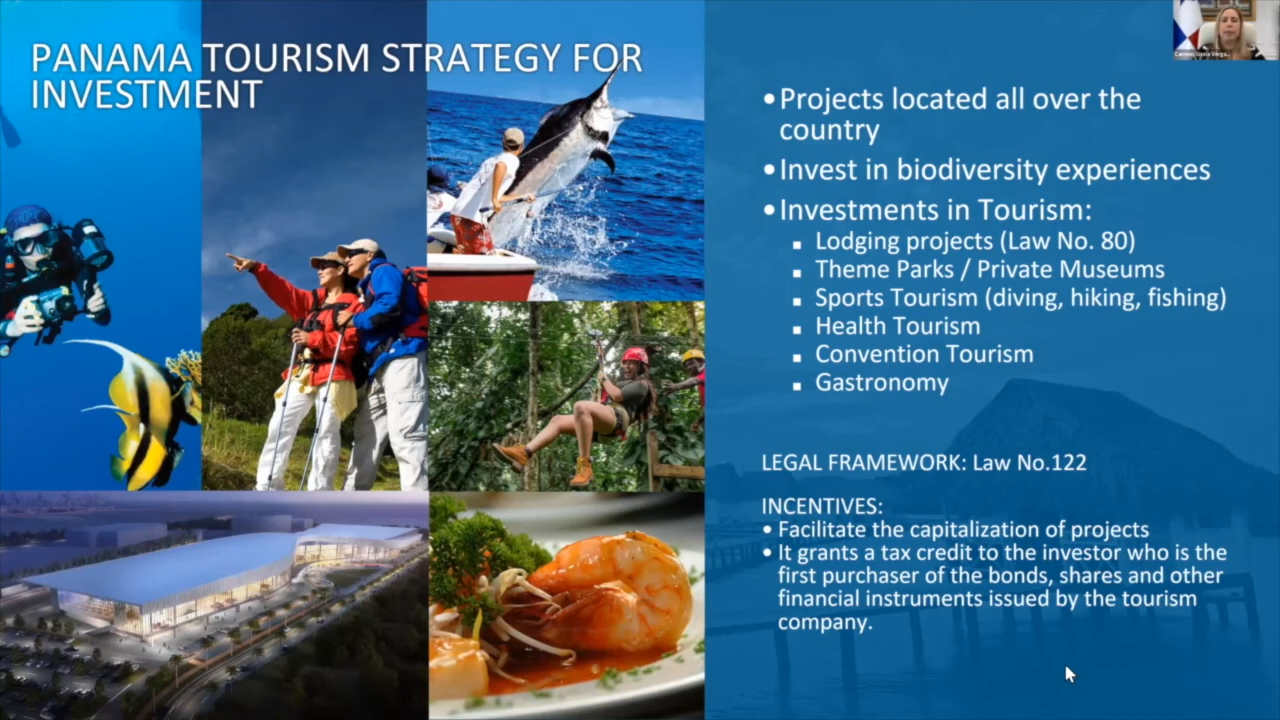 PANAMA TOURISM STRATEGY FOR
INVESTMENT
•Projects located all over the
country
•Invest in biodiversity experiences
•Investments in Tourism:
▪ Lodging projects (Law No. 80)
▪ Theme Parks / Private Museums
▪ Sports Tourism (diving, hiking, fishing)
▪ Health Tourism
▪ Convention Tourism
▪ Gastronomy
LEGAL FRAMEWORK: Law No.122
INCENTIVES:
• Facilitate the capitalization of projects
• It grants a tax credit to the investor who is the
first purchaser of the bonds, shares and other
financial instruments issued by the tourism
company.